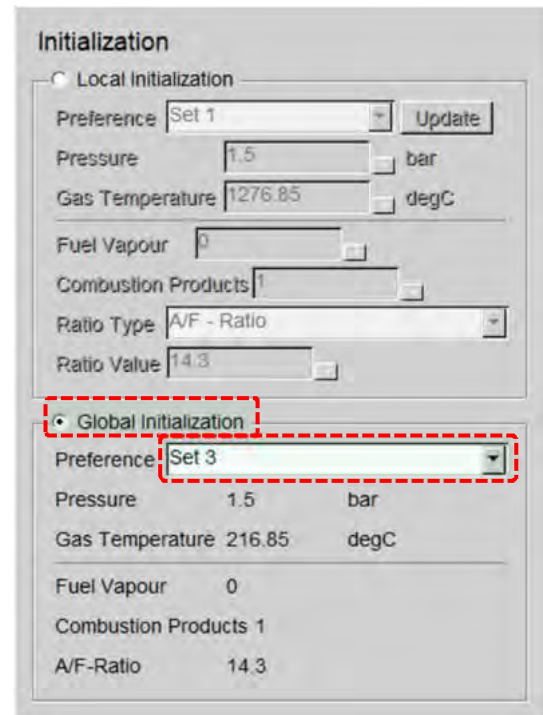 Initialization
Local Initialization
Preference Set 1 Update
Pressure 1.5 bar
Gas Temperature 1276.85 degC
Fuel Vapour 0
Combustion Products 1
Ratio Type A/F - Ratio
Ratio Value 14.3
Global Initialization
Preference Set 3
Pressure 1.5 bar
Gas Temperature 216.85 degC
Fuel Vapour 0
Combustion Products 1
A/F-Ratio 14.3